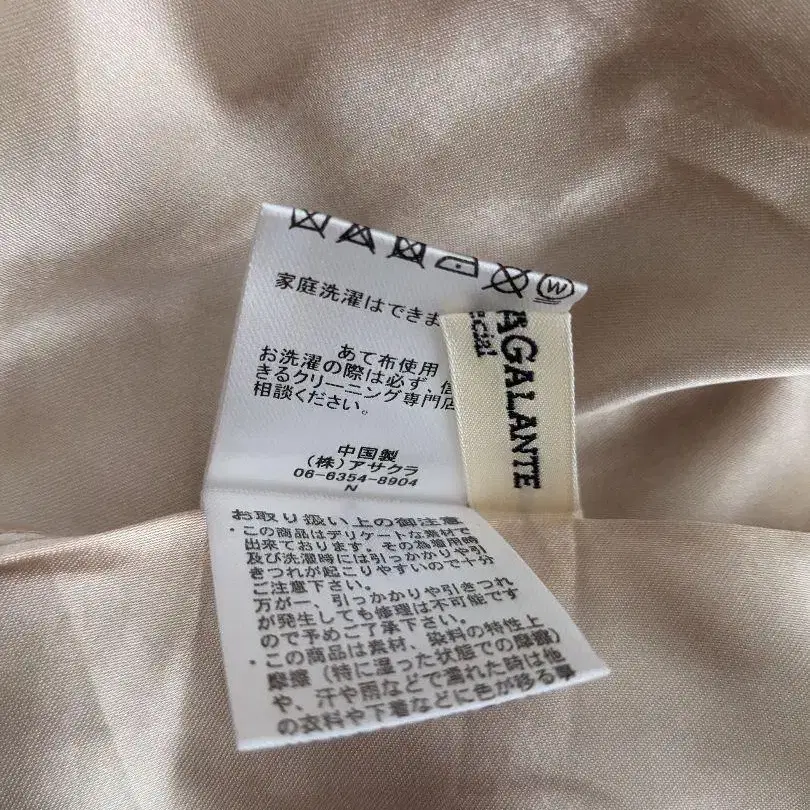 家庭洗濯はできま
あて布使用
お洗濯の際は必ず、信
きるクリーニング専門店
相談ください。
中国製
(株)アサクラ
06-6354-8904
N
AGALANTE
cial
お取り扱い上の御注意
・この商品はデリケートな素材で
出来ております。その為着用時
及び洗濯時には引っかかりや引
きつれが起こりやすいので十分
ご注意下さい。
万が一、引っかかりや引きつれ
が発生しても修理は不可能です
ので予めご了承下さい。
・この商品は素材、染料の特性上
摩擦(特に湿った状態での摩擦)
や、汗や雨などで濡れた時は他
の衣料や下着などに色が移る事